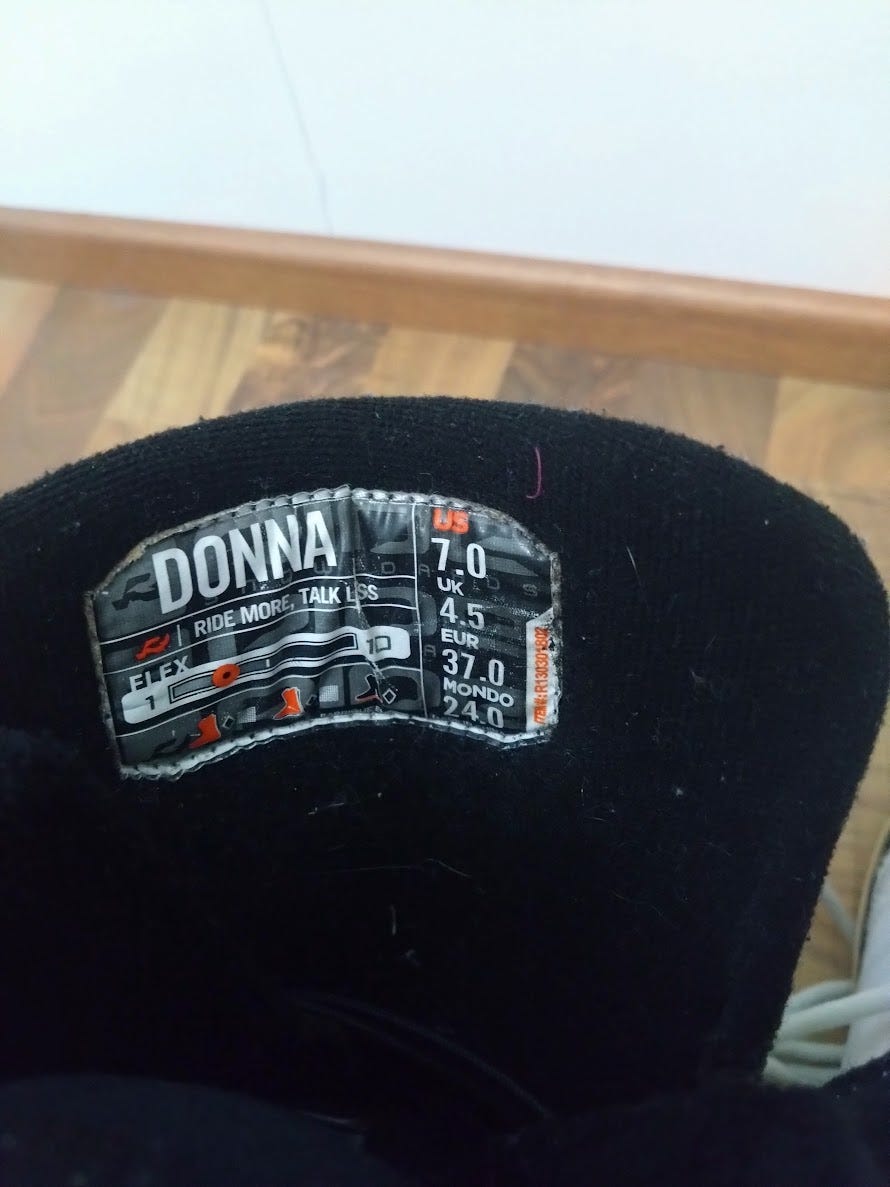 DONNA
RIDE MORE, TALK LESS
FLEX
1
10
US
7.0
UK
4.5
EUR
37.0
MONDO
24.0